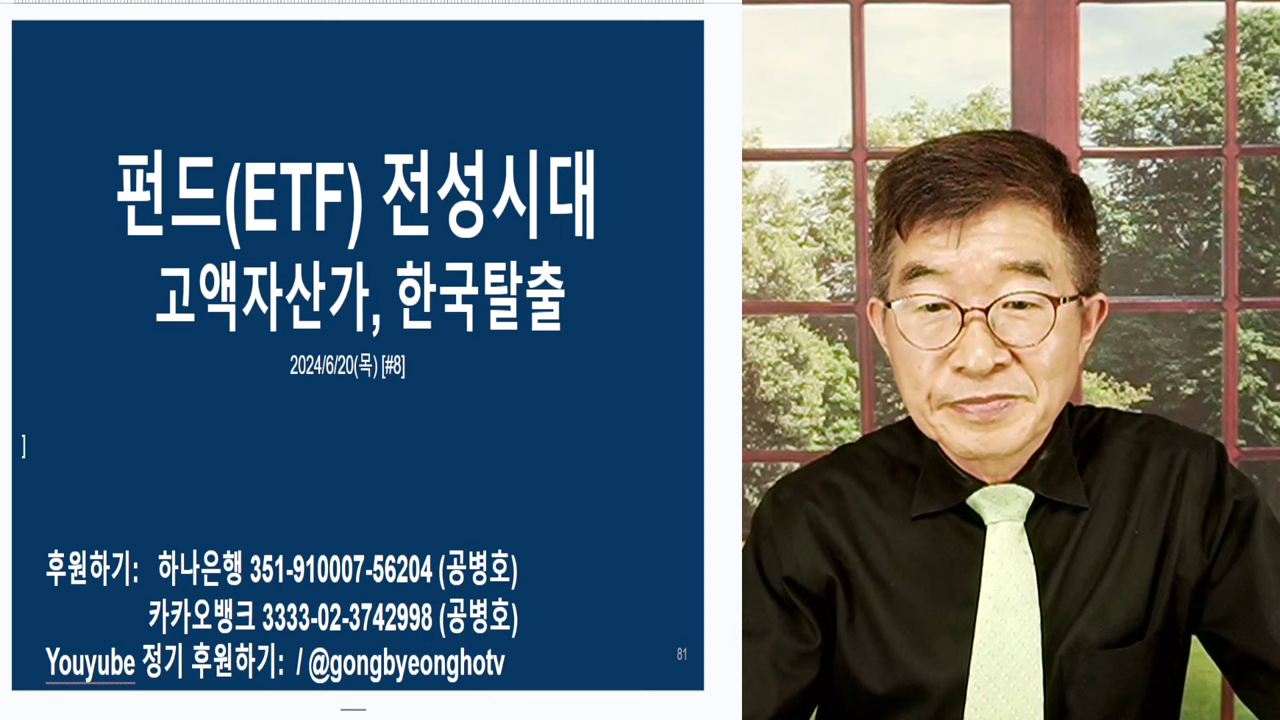 펀드(ETF) 전성시대
고액자산가, 한국탈출
2024/6/20(목) [#8]
]
후원하기: 하나은행 351-910007-56204 (공병호)
카카오뱅크 3333-02-3742998 (공병호)
Youyube 정기 후원하기: / @gongbyeonghotv
81